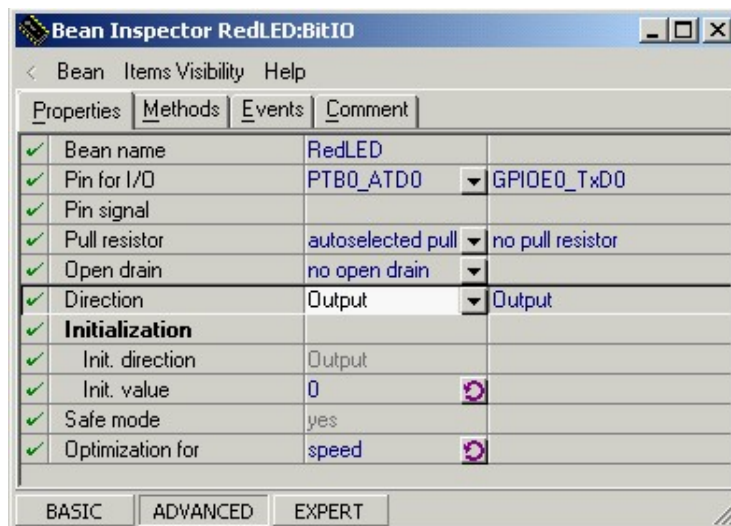 Bean Inspector RedLED:BitIO
< Bean Items Visibility Help
Properties Methods Events Comment
Bean name RedLED
Pin for I/O PTB0_ATD0 GPIOE0_TxD0
Pin signal
Pull resistor autoselected pull no pull resistor
Open drain no open drain
Direction Output Output
Initialization
Init. direction Output
Init. value 0
Safe mode yes
Optimization for speed
BASIC ADVANCED EXPERT